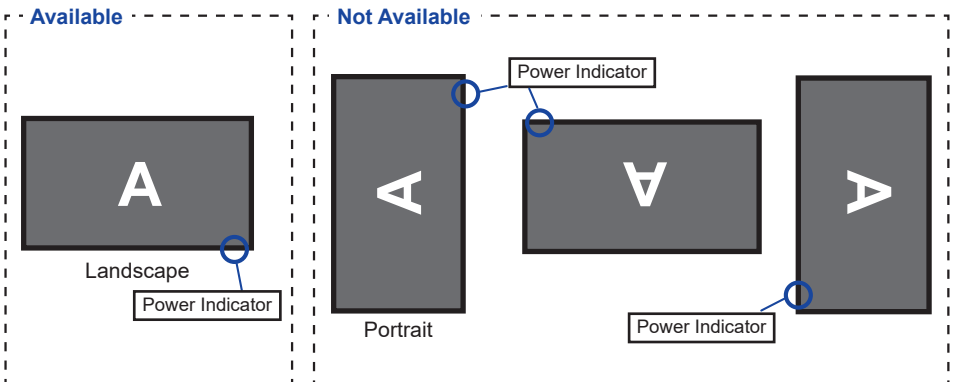 Available
A
Landscape
Power Indicator
Not Available
Power Indicator
A
Portrait
A
A
Power Indicator